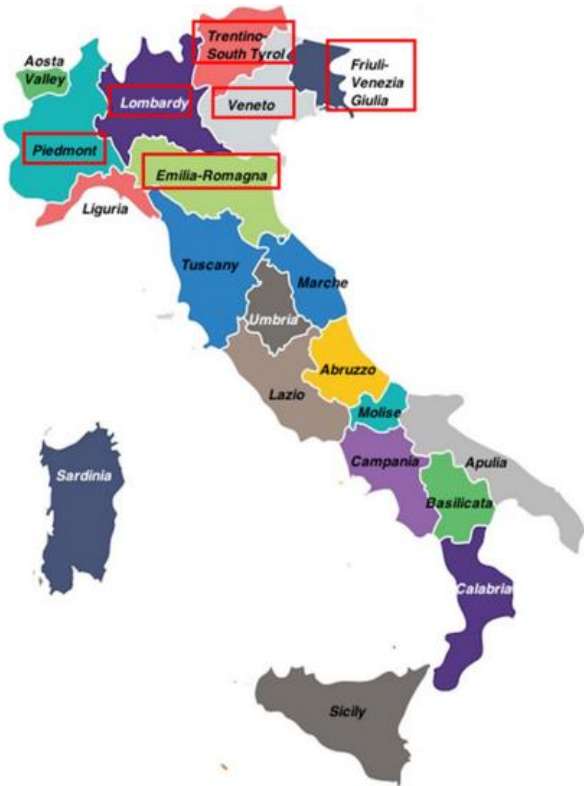 Trentino-
South Tyrol
Aosta
Valley
Friuli-
Venezia
Giulia
Lombardy
Veneto
Piedmont
Emilia-Romagna
Liguria
Tuscany
Marche
Umbria
Abruzzo
Lazio
Molise
Campania
Apulia
Sardinia
Basilicata
Calabria
Sicily